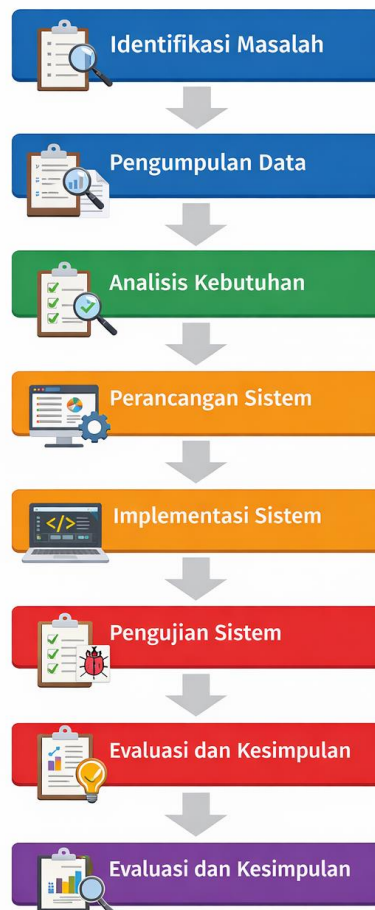 Identifikasi Masalah
Pengumpulan Data
Analisis Kebutuhan
Perancangan Sistem
</>
Implementasi Sistem
Pengujian Sistem
Evaluasi dan Kesimpulan
Evaluasi dan Kesimpulan